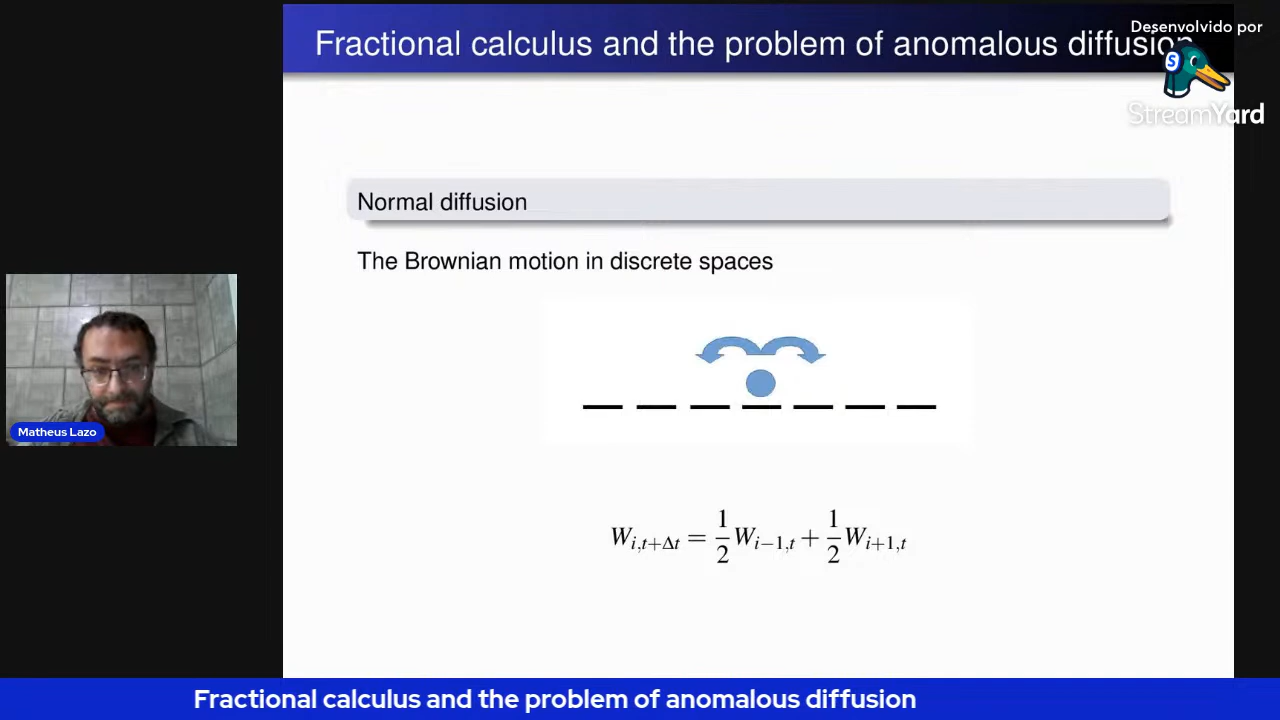 Fractional calculus and the problem of anomalous diffusion
Desenvolvido por
S
StreamYard
Normal diffusion
The Brownian motion in discrete spaces
Matheus Lazo
W_{i,t+Δt} = \frac{1}{2} W_{i−1,t} + \frac{1}{2} W_{i+1,t}
Fractional calculus and the problem of anomalous diffusion